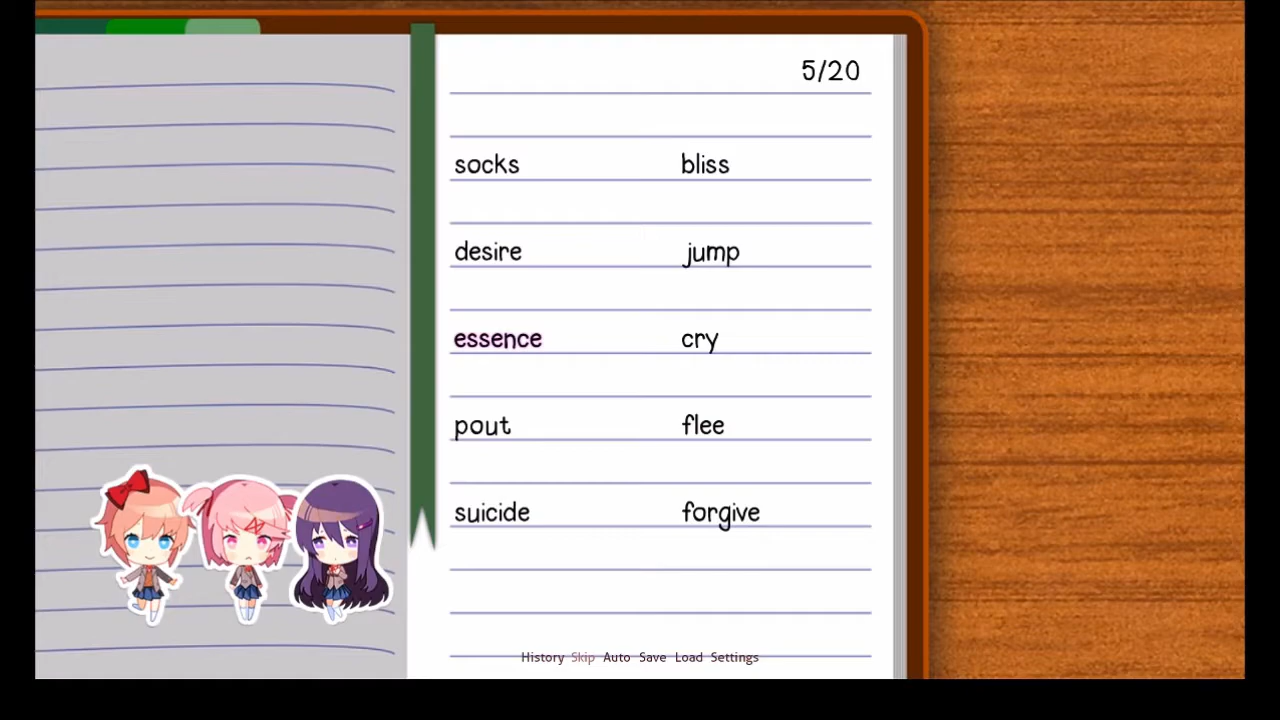 5/20
socks bliss
desire jump
essence cry
pout flee
suicide forgive
History Skip Auto Save Load Settings